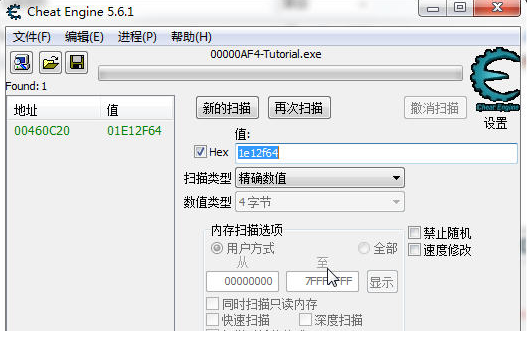 Cheat Engine 5.6.1
文件(F) 编辑(E) 进程(P) 帮助(H)
00000AF4-Tutorial.exe
Found: 1
地址 值
00460C20 01E12F64
新的扫描 再次扫描 撤消扫描
Cheat Engine
设置
值:
Hex 1e12f64
扫描类型 精确数值
数值类型 4 字节
内存扫描选项
用户方式 全部
从 至
00000000 7FFF FFF 显示
禁止随机
速度修改
同时扫描只读内存
快速扫描 深度扫描